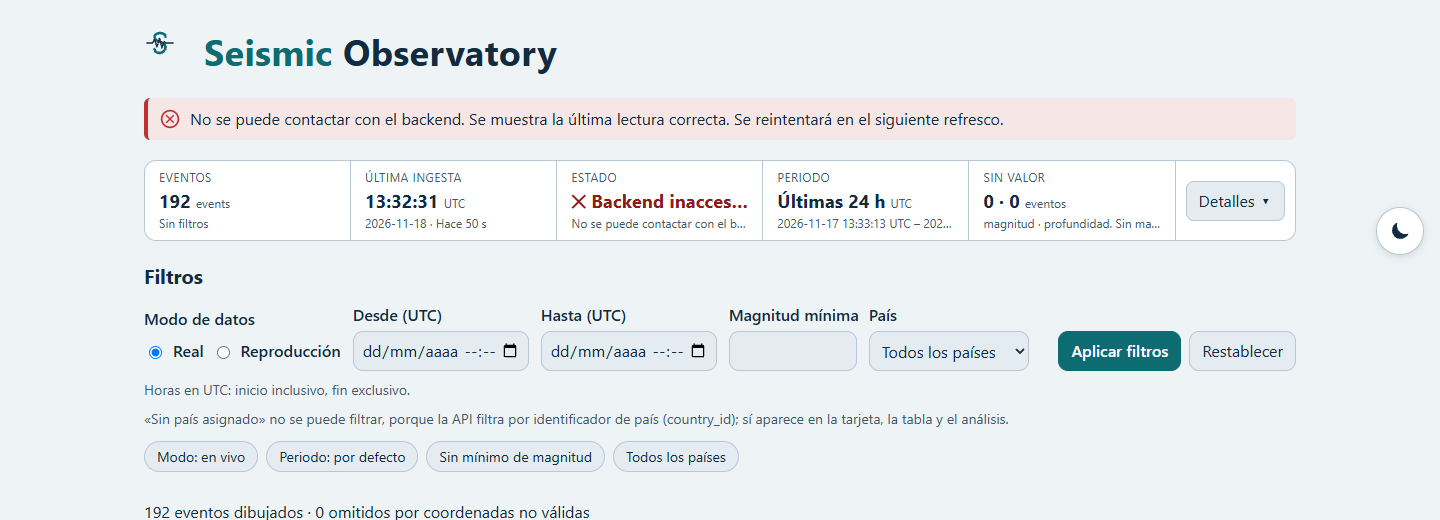 Seismic Observatory
No se puede contactar con el backend. Se muestra la última lectura correcta. Se reintentará en el siguiente refresco.
EVENTOS
192 events
Sin filtros
ÚLTIMA INGESTA
13:32:31 UTC
2026-11-18 · Hace 50 s
ESTADO
Backend inacces...
No se puede contactar con el b...
PERIODO
Últimas 24 h UTC
2026-11-17 13:33:13 UTC – 202...
SIN VALOR
0 · 0 eventos
magnitud · profundidad. Sin ma...
Detalles ▾
Filtros
Modo de datos
Real Reproducción
Desde (UTC)
dd/mm/aaaa --:--
Hasta (UTC)
dd/mm/aaaa --:--
Magnitud mínima
País
Todos los países
Aplicar filtros
Restablecer
Horas en UTC: inicio inclusivo, fin exclusivo.
«Sin país asignado» no se puede filtrar, porque la API filtra por identificador de país (country_id); sí aparece en la tarjeta, la tabla y el análisis.
Modo: en vivo
Periodo: por defecto
Sin mínimo de magnitud
Todos los países
192 eventos dibujados · 0 omitidos por coordenadas no válidas